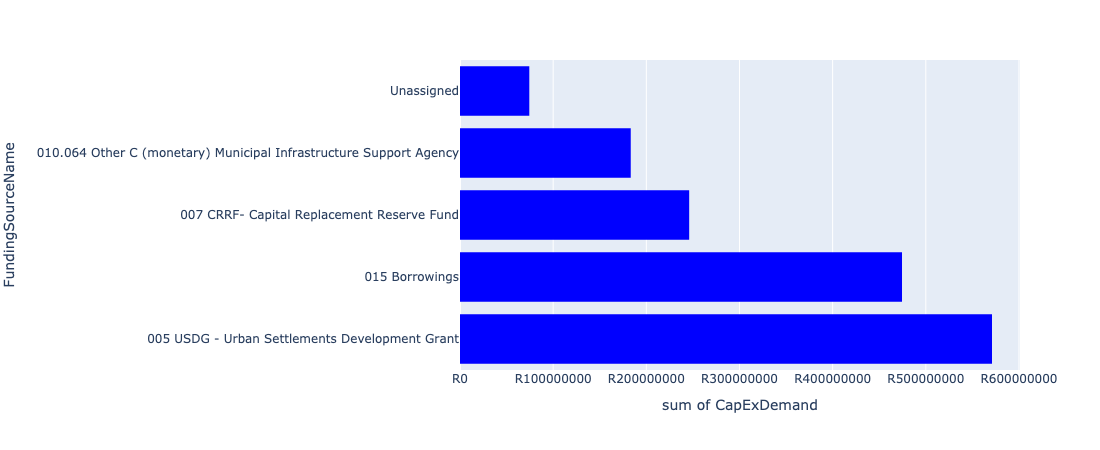 FundingSourceName
Unassigned
010.064 Other C (monetary) Municipal Infrastructure Support Agency
007 CRRF- Capital Replacement Reserve Fund
015 Borrowings
005 USDG - Urban Settlements Development Grant
R0 R100000000 R200000000 R300000000 R400000000 R500000000 R600000000
sum of CapExDemand